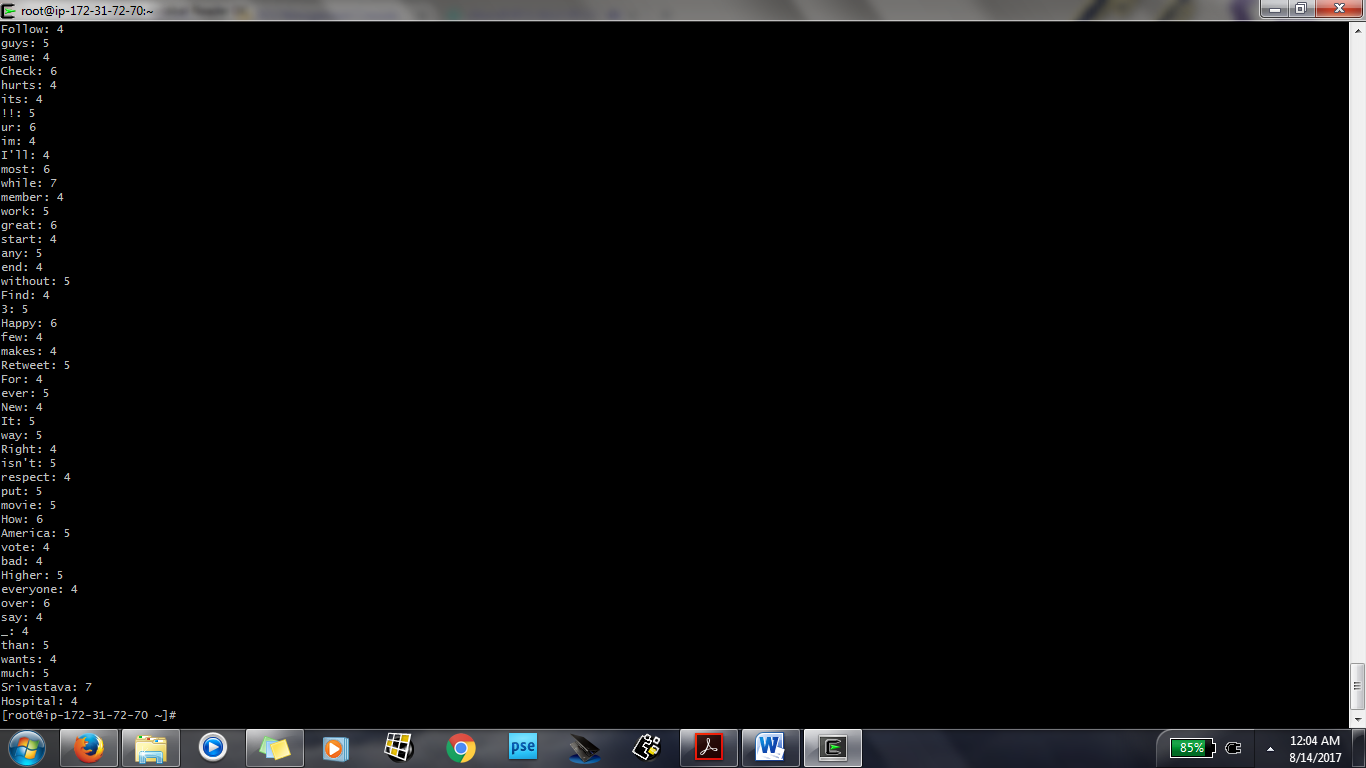 root@ip-172-31-72-70:~
Follow: 4
guys: 5
same: 4
Check: 6
hurts: 4
its: 4
!!: 5
ur: 6
im: 4
I'll: 4
most: 6
while: 7
member: 4
work: 5
great: 6
start: 4
any: 5
end: 4
without: 5
Find: 4
3: 5
Happy: 6
few: 4
makes: 4
Retweet: 5
For: 4
ever: 5
New: 4
It: 5
way: 5
Right: 4
isn't: 5
respect: 4
put: 5
movie: 5
How: 6
America: 5
vote: 4
bad: 4
Higher: 5
everyone: 4
over: 6
say: 4
_: 4
than: 5
wants: 4
much: 5
Srivastava: 7
Hospital: 4
[root@ip-172-31-72-70 ~]#
pse
W
85%
12:04 AM
8/14/2017